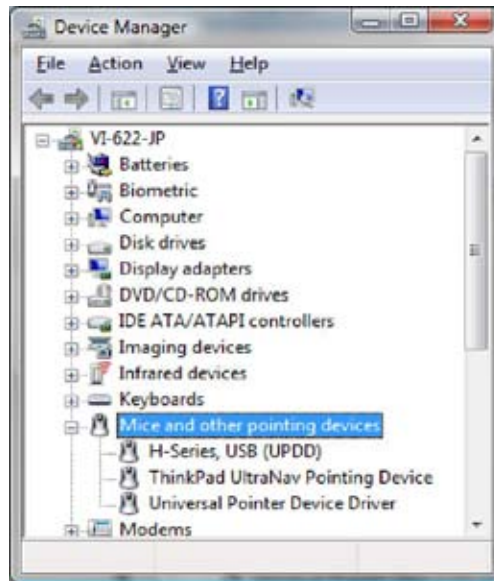 Device Manager
File Action View Help
VI-622-JP
Batteries
Biometric
Computer
Disk drives
Display adapters
DVD/CD-ROM drives
IDE ATA/ATAPI controllers
Imaging devices
Infrared devices
Keyboards
Mice and other pointing devices
H-Series, USB (UPDD)
ThinkPad UltraNav Pointing Device
Universal Pointer Device Driver
Modems